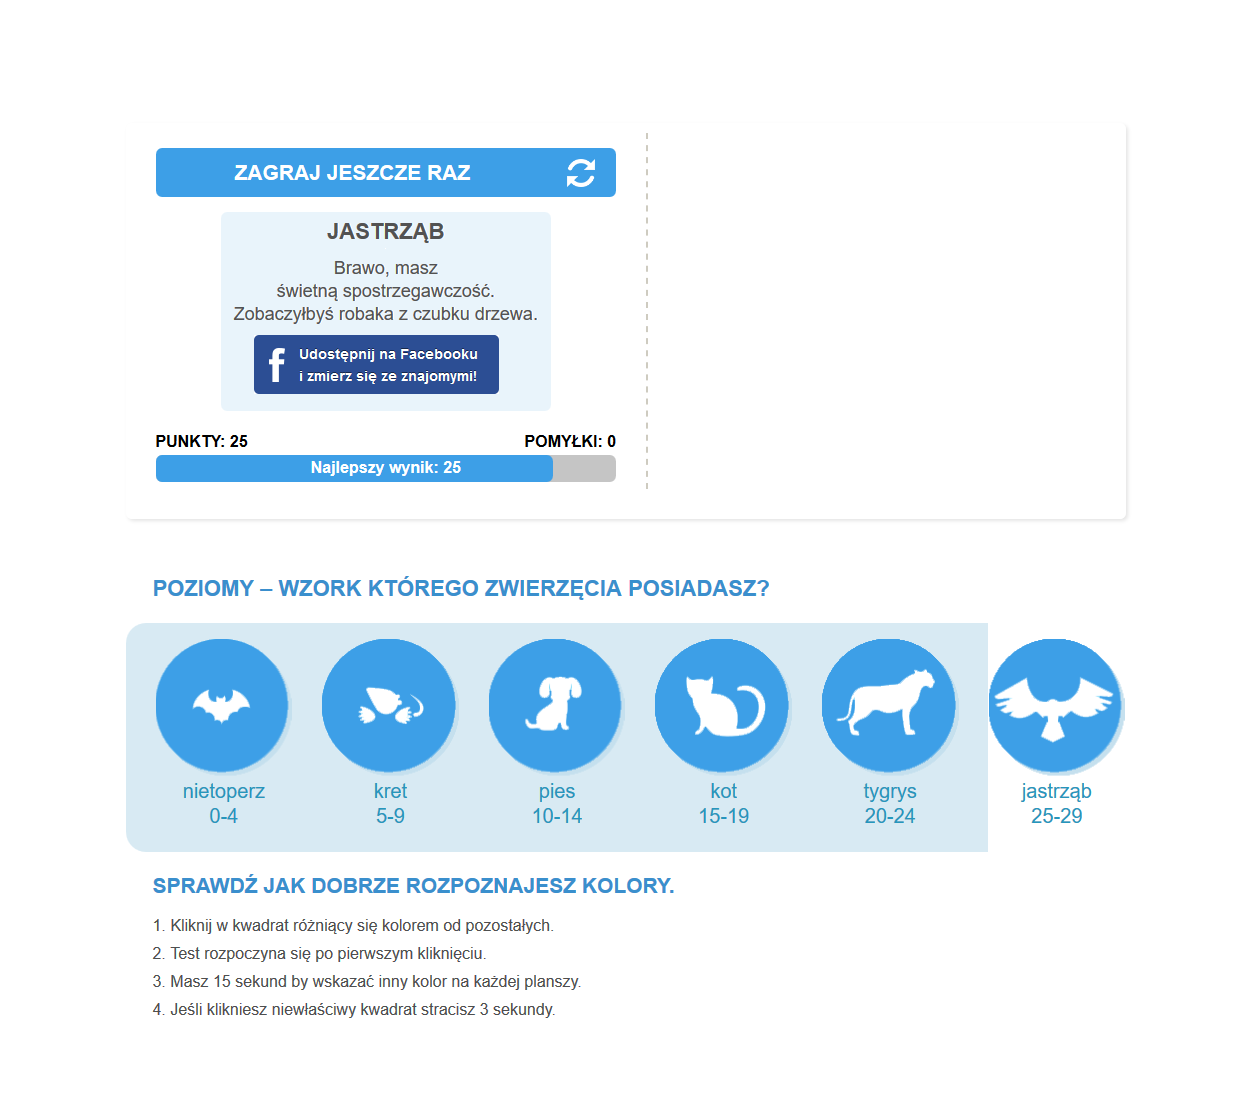 ZAGRAJ JESZCZE RAZ
JASTRZĄB
Brawo, masz
świetną spostrzegawczość.
Zobaczyłbyś robaka z czubku drzewa.
Udostępnij na Facebooku
i zmierz się ze znajomymi!
PUNKTY: 25 POMYŁKI: 0
Najlepszy wynik: 25
POZIOMY – WZORK KTÓREGO ZWIERZĘCIA POSIADASZ?
nietoperz kret pies kot tygrys jastrząb
0-4 5-9 10-14 15-19 20-24 25-29
SPRAWDŹ JAK DOBRZE ROZPOZNAJESZ KOLORY.
1. Kliknij w kwadrat różniący się kolorem od pozostałych.
2. Test rozpoczyna się po pierwszym kliknięciu.
3. Masz 15 sekund by wskazać inny kolor na każdej planszy.
4. Jeśli klikniesz niewłaściwy kwadrat stracisz 3 sekundy.